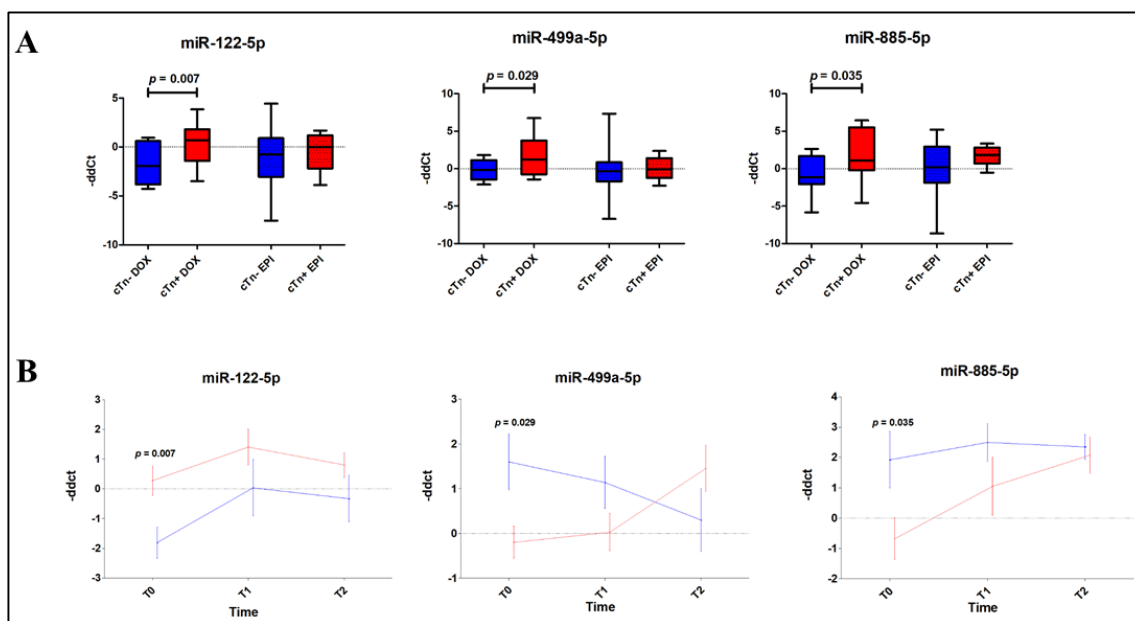 A
miR-122-5p
p = 0.007
-ddCt
5
0
-5
-10
cTn- DOX
cTn+ DOX
cTn- EPI
cTn+ EPI
miR-499a-5p
p = 0.029
-ddCt
10
5
0
-5
-10
cTn- DOX
cTn+ DOX
cTn- EPI
cTn+ EPI
miR-885-5p
p = 0.035
-ddCt
10
5
0
-5
-10
cTn- DOX
cTn+ DOX
cTn- EPI
cTn+ EPI
B
miR-122-5p
p = 0.007
-ddct
3
2
1
0
-1
-2
-3
T0
T1
T2
Time
miR-499a-5p
p = 0.029
-ddct
3
2
1
0
-1
T0
T1
T2
Time
miR-885-5p
p = 0.035
-ddct
4
3
2
1
0
-1
-2
T0
T1
T2
Time